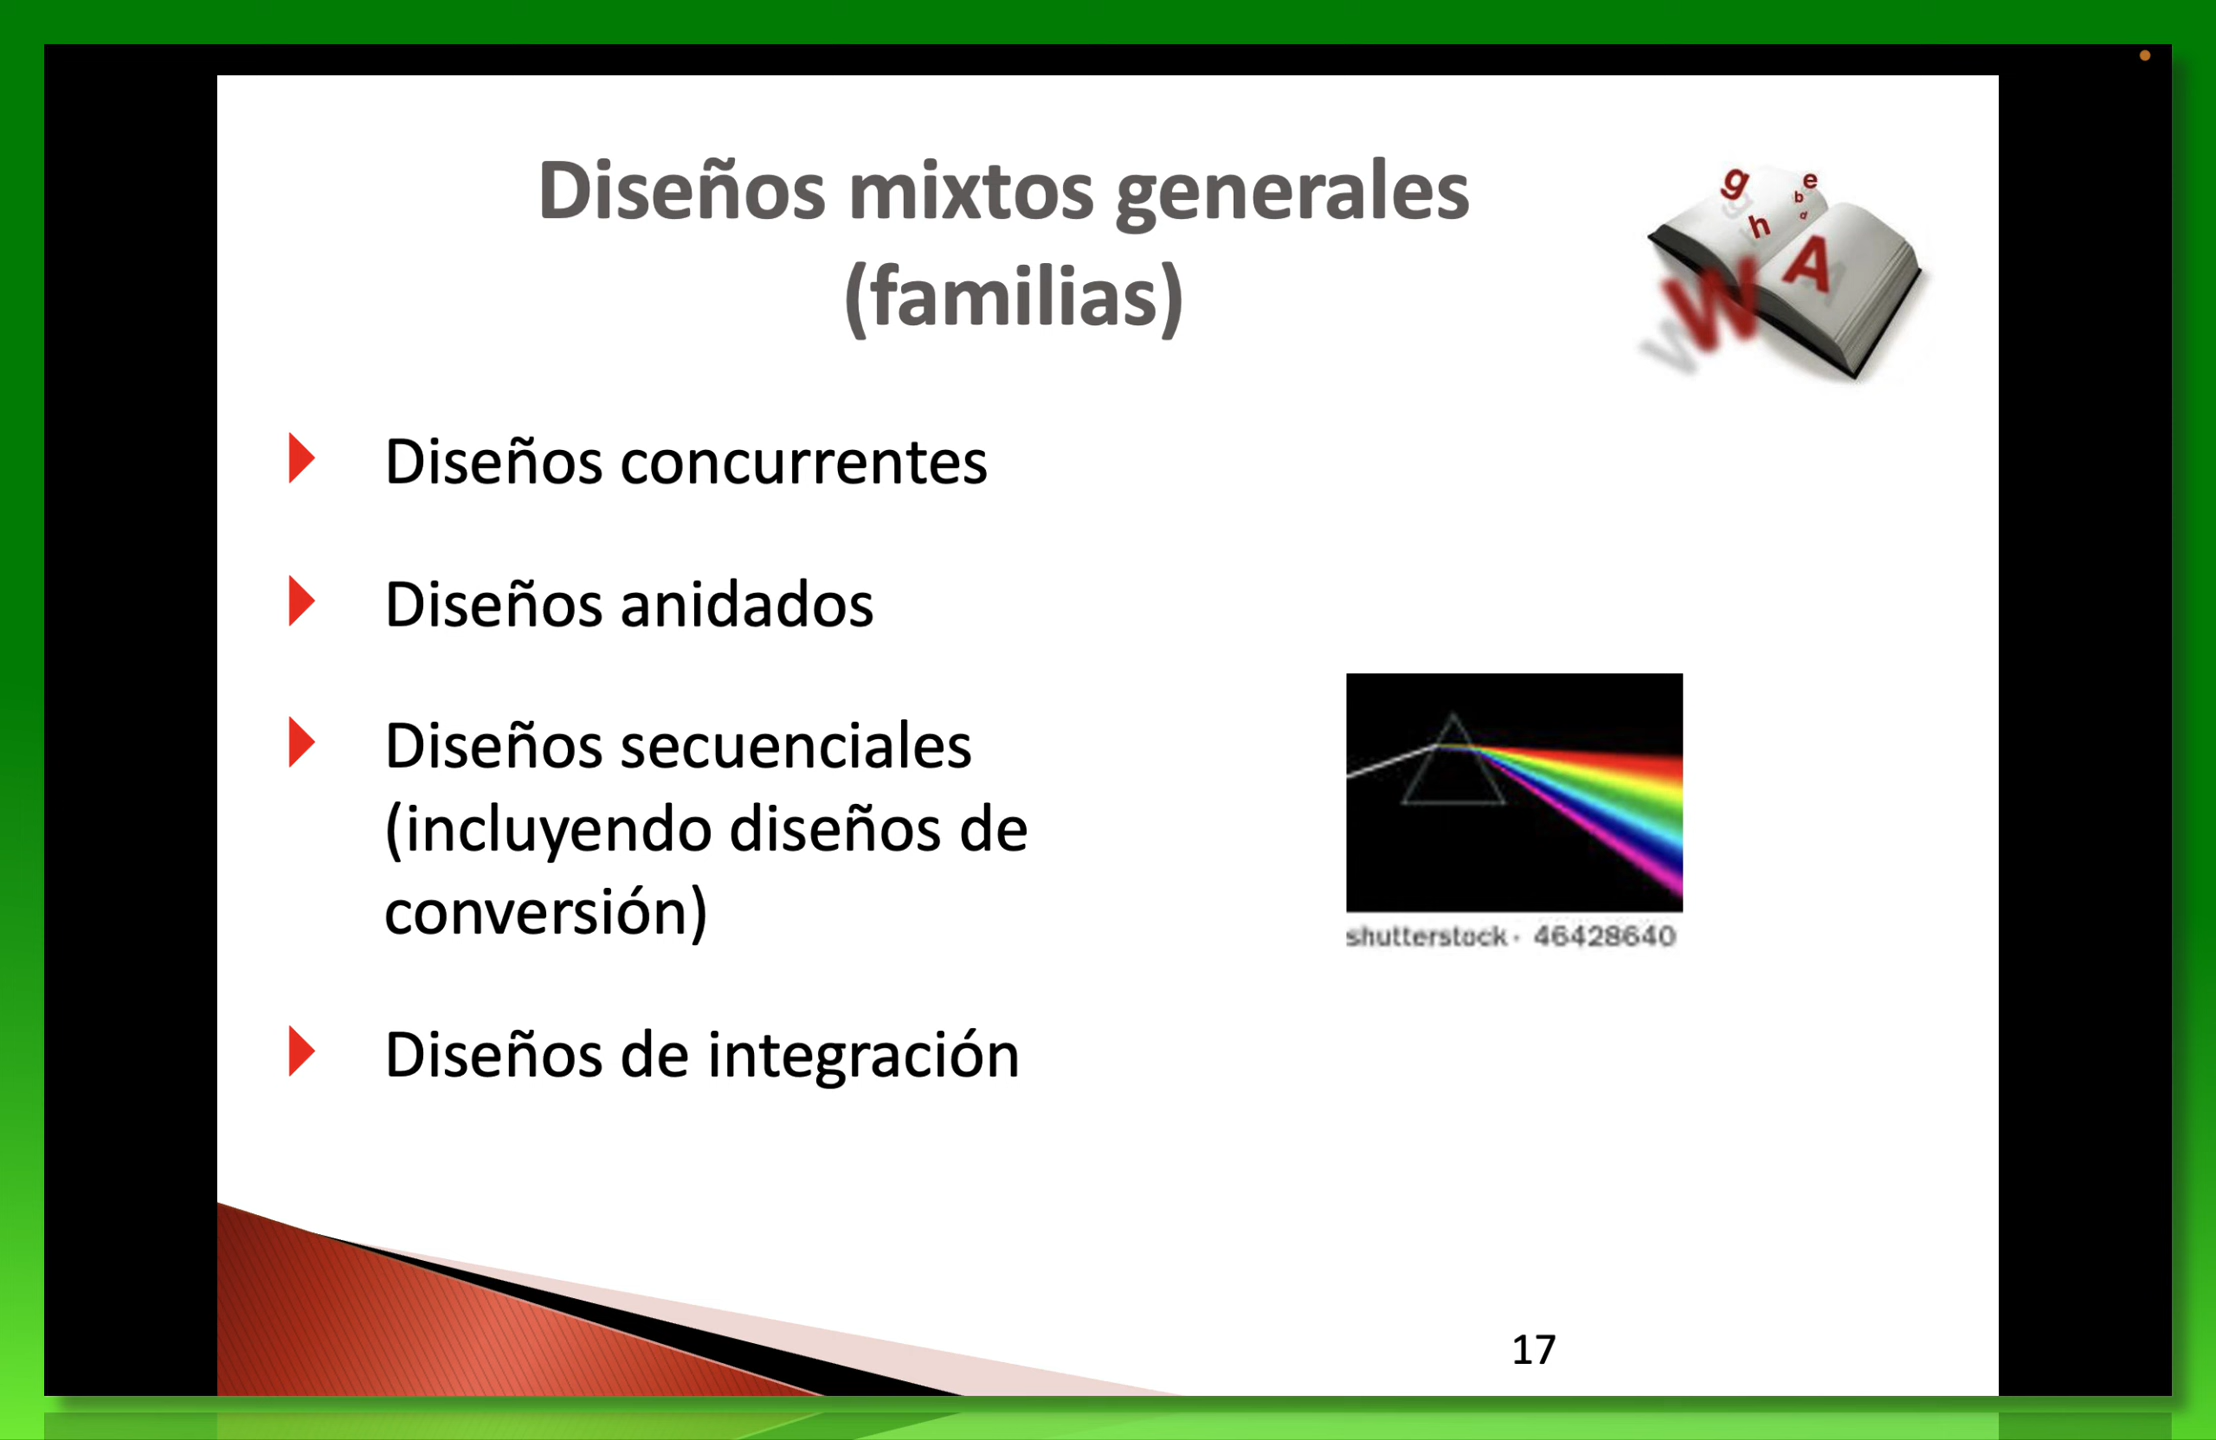 Diseños mixtos generales
(familias)
g
e
b
d
h
A
W
Diseños concurrentes
Diseños anidados
Diseños secuenciales
(incluyendo diseños de
conversión)
shutterstock · 46428640
Diseños de integración
17